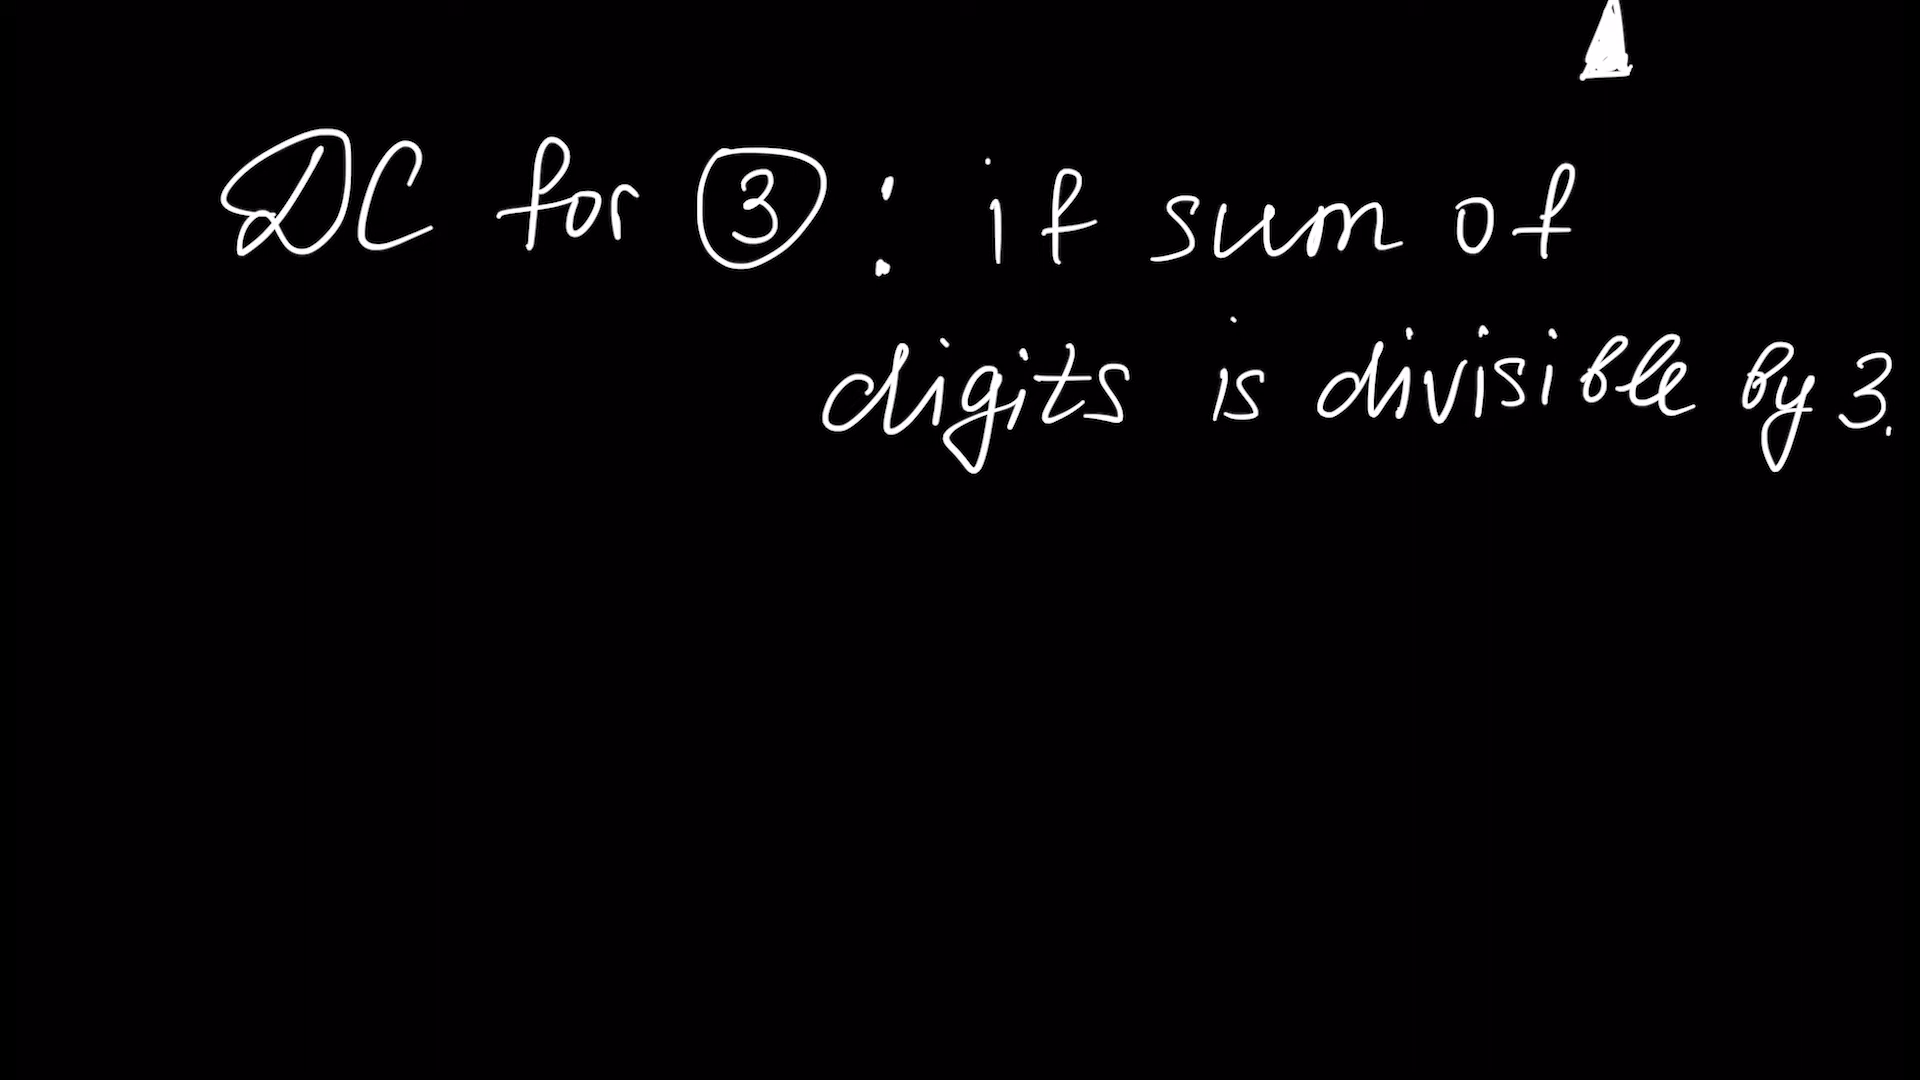 DC for 3 : if sum of
digits is divisible by 3.